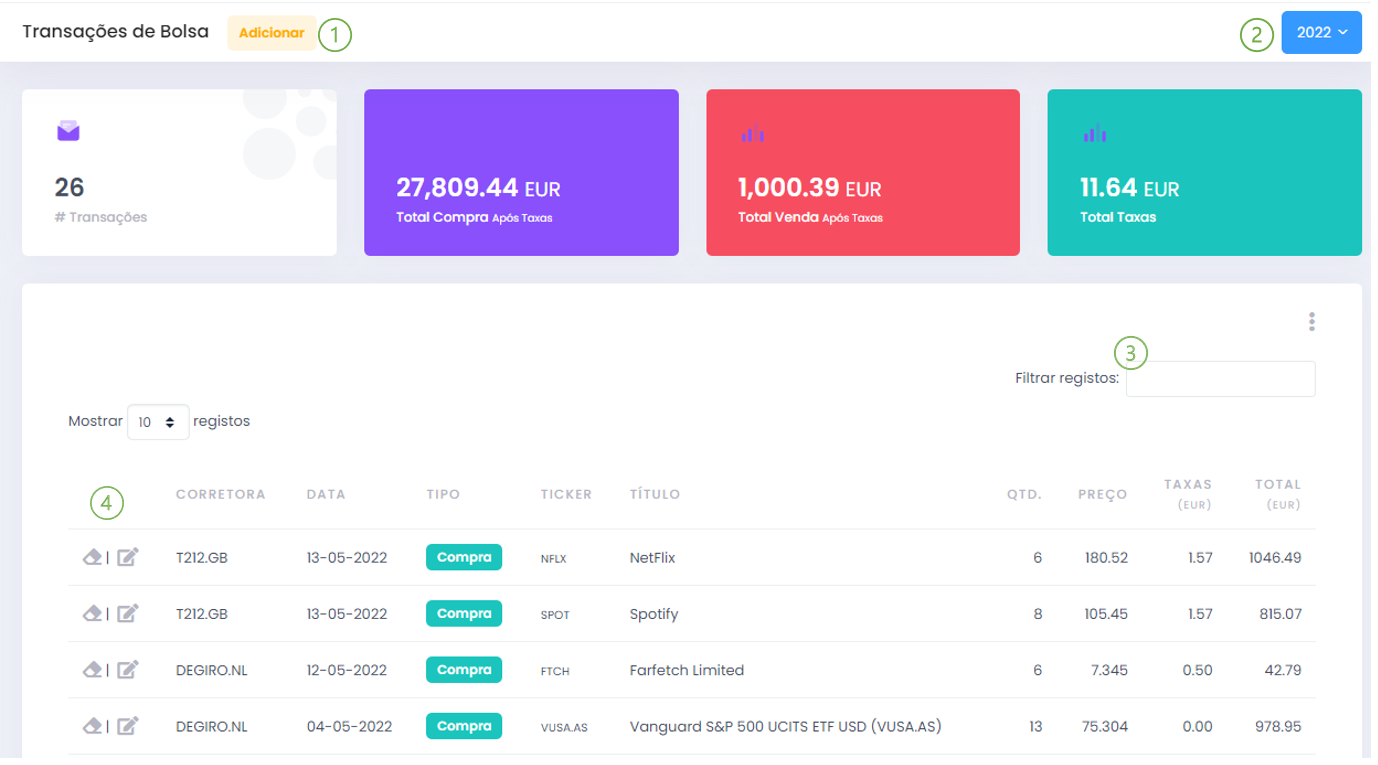 Transações de Bolsa Adicionar 1 2 2022
26
# Transações
27,809.44 EUR
Total Compra Após Taxas
1,000.39 EUR
Total Venda Após Taxas
11.64 EUR
Total Taxas
3
Filtrar registos:
Mostrar 10 registos
4 CORRETORA DATA TIPO TICKER TÍTULO QTD. PREÇO TAXAS (EUR) TOTAL (EUR)
| T212.GB 13-05-2022 Compra NFLX NetFlix 6 180.52 1.57 1046.49
| T212.GB 13-05-2022 Compra SPOT Spotify 8 105.45 1.57 815.07
| DEGIRO.NL 12-05-2022 Compra FTCH Farfetch Limited 6 7.345 0.50 42.79
| DEGIRO.NL 04-05-2022 Compra VUSA.AS Vanguard S&P 500 UCITS ETF USD (VUSA.AS) 13 75.304 0.00 978.95